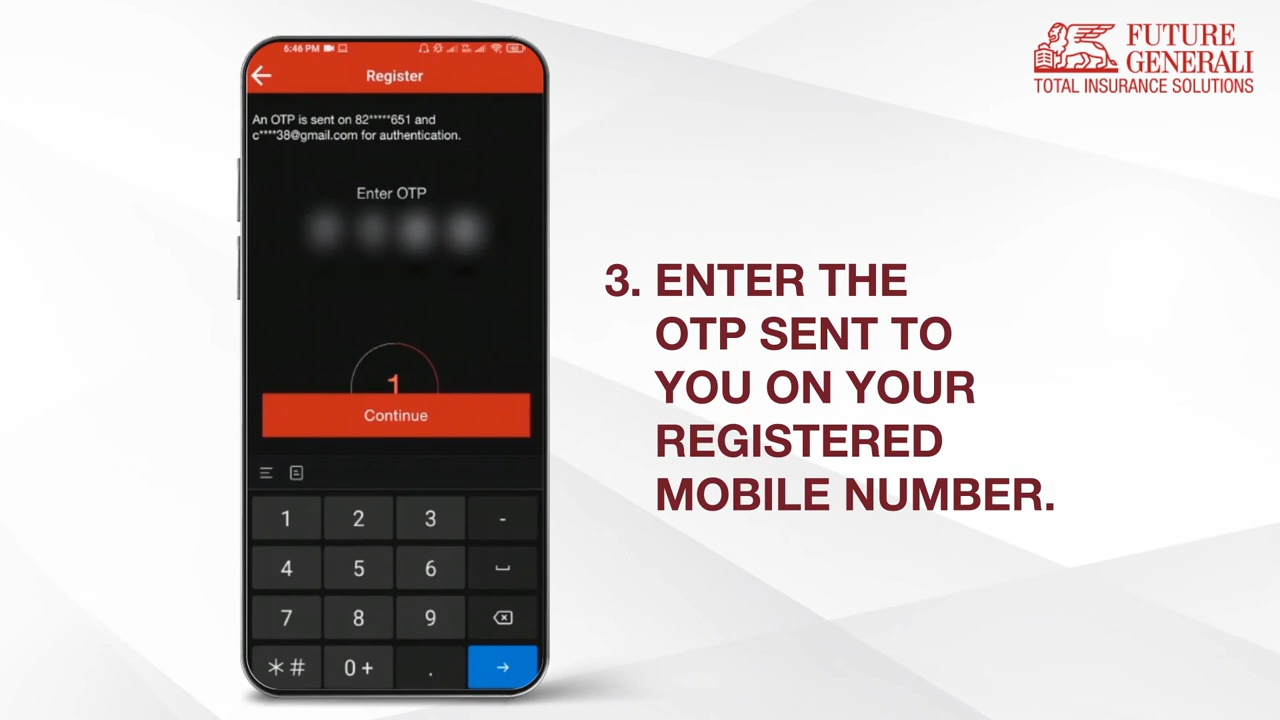 6:46 PM
Register
An OTP is sent on 82*****651 and
c****38@gmail.com for authentication.
Enter OTP
1
Continue
1 2 3 -
4 5 6
7 8 9
*# 0+ .
3. ENTER THE
OTP SENT TO
YOU ON YOUR
REGISTERED
MOBILE NUMBER.
FUTURE
GENERALI
TOTAL INSURANCE SOLUTIONS